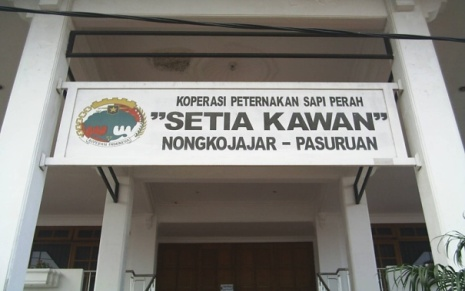 KOPERASI PETERNAKAN SAPI PERAH
"SETIA KAWAN"
NONGKOJAJAR - PASURUAN